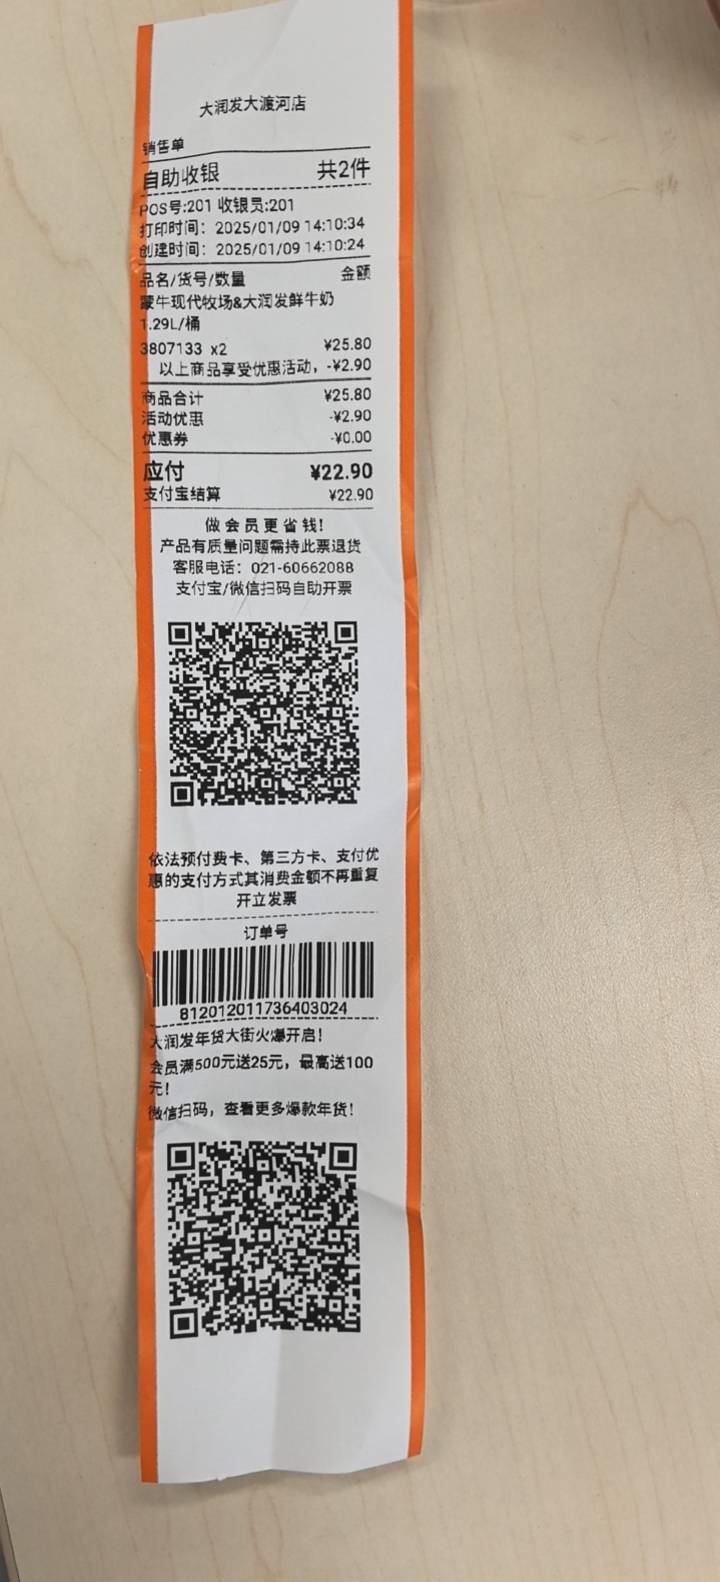 大润发大渡河店
销售单
自助收银 共2件
POS号:201 收银员:201
打印时间: 2025/01/09 14:10:34
创建时间: 2025/01/09 14:10:24
品名/货号/数量 金额
蒙牛现代牧场&大润发鲜牛奶
1.29L/桶
3807133 x2 ¥25.80
以上商品享受优惠活动, -¥2.90
商品合计 ¥25.80
活动优惠 -¥2.90
优惠券 -¥0.00
应付 ¥22.90
支付宝结算 ¥22.90
做会员更省钱!
产品有质量问题需持此票退货
客服电话: 021-60662088
支付宝/微信扫码自助开票
依法预付费卡、第三方卡、支付优
惠的支付方式其消费金额不再重复
开立发票
订单号
812012011736403024
大润发年货大街火爆开启!
会员满500元送25元, 最高送100
元!
微信扫码, 查看更多爆款年货!